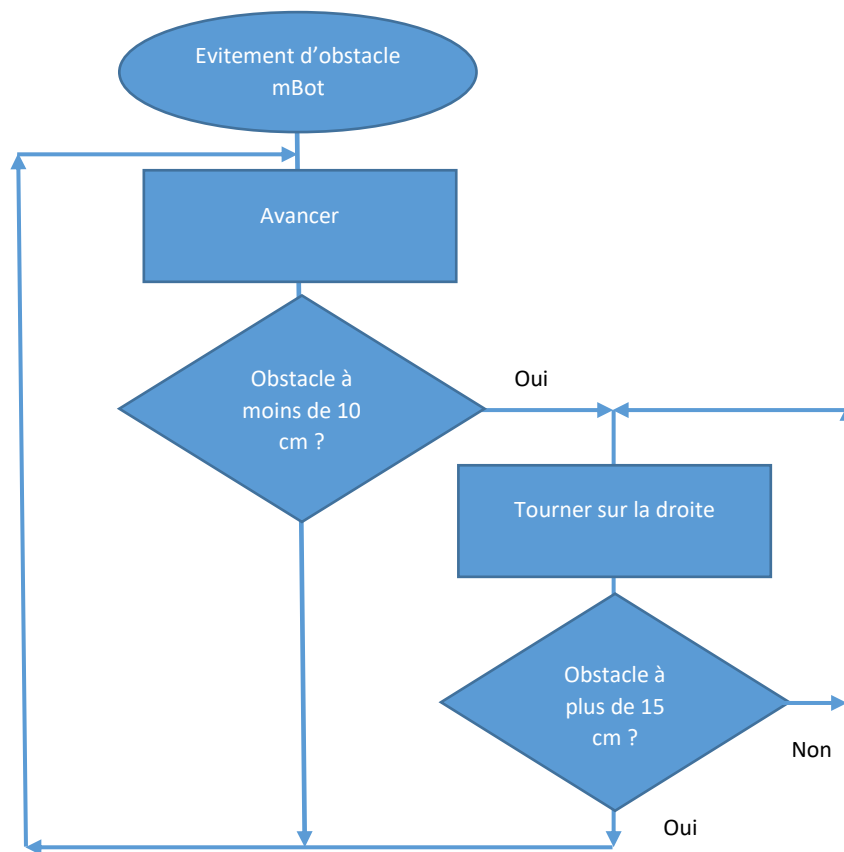 Evitement d’obstacle
mBot
Avancer
Obstacle à
moins de 10
cm ?
Oui
Tourner sur la droite
Obstacle à
plus de 15
cm ?
Non
Oui